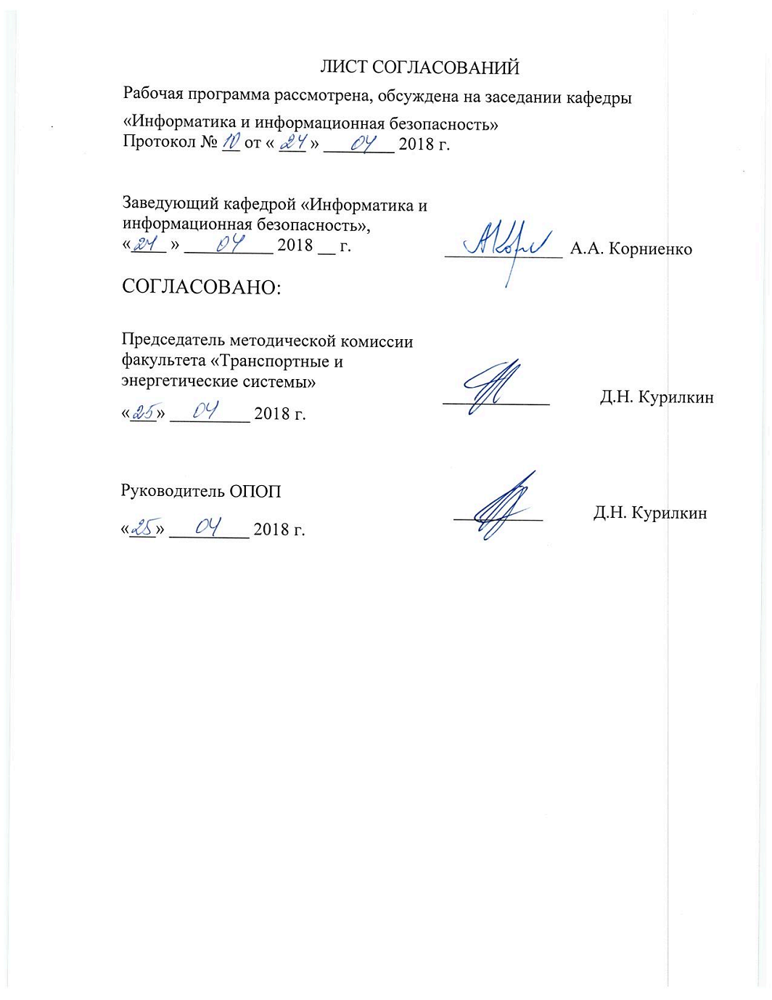 ЛИСТ СОГЛАСОВАНИЙ
Рабочая программа рассмотрена, обсуждена на заседании кафедры
«Информатика и информационная безопасность»
Протокол № 10 от « 24 » 04 2018 г.
Заведующий кафедрой «Информатика и
информационная безопасность»,
« 24 » 04 2018 __ г.
А.А. Корниенко
СОГЛАСОВАНО:
Председатель методической комиссии
факультета «Транспортные и
энергетические системы»
Д.Н. Курилкин
«25» 04 2018 г.
Руководитель ОПОП
Д.Н. Курилкин
«25» 04 2018 г.